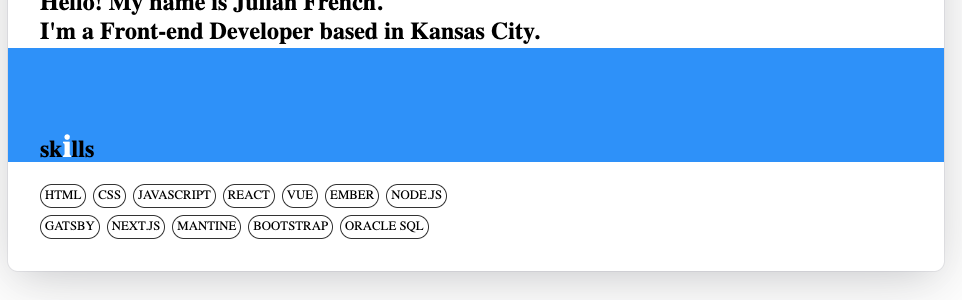 Hello! My name is Julian French.
I'm a Front-end Developer based in Kansas City.
skills
HTML CSS JAVASCRIPT REACT VUE EMBER NODE.JS
GATSBY NEXT.JS MANTINE BOOTSTRAP ORACLE SQL